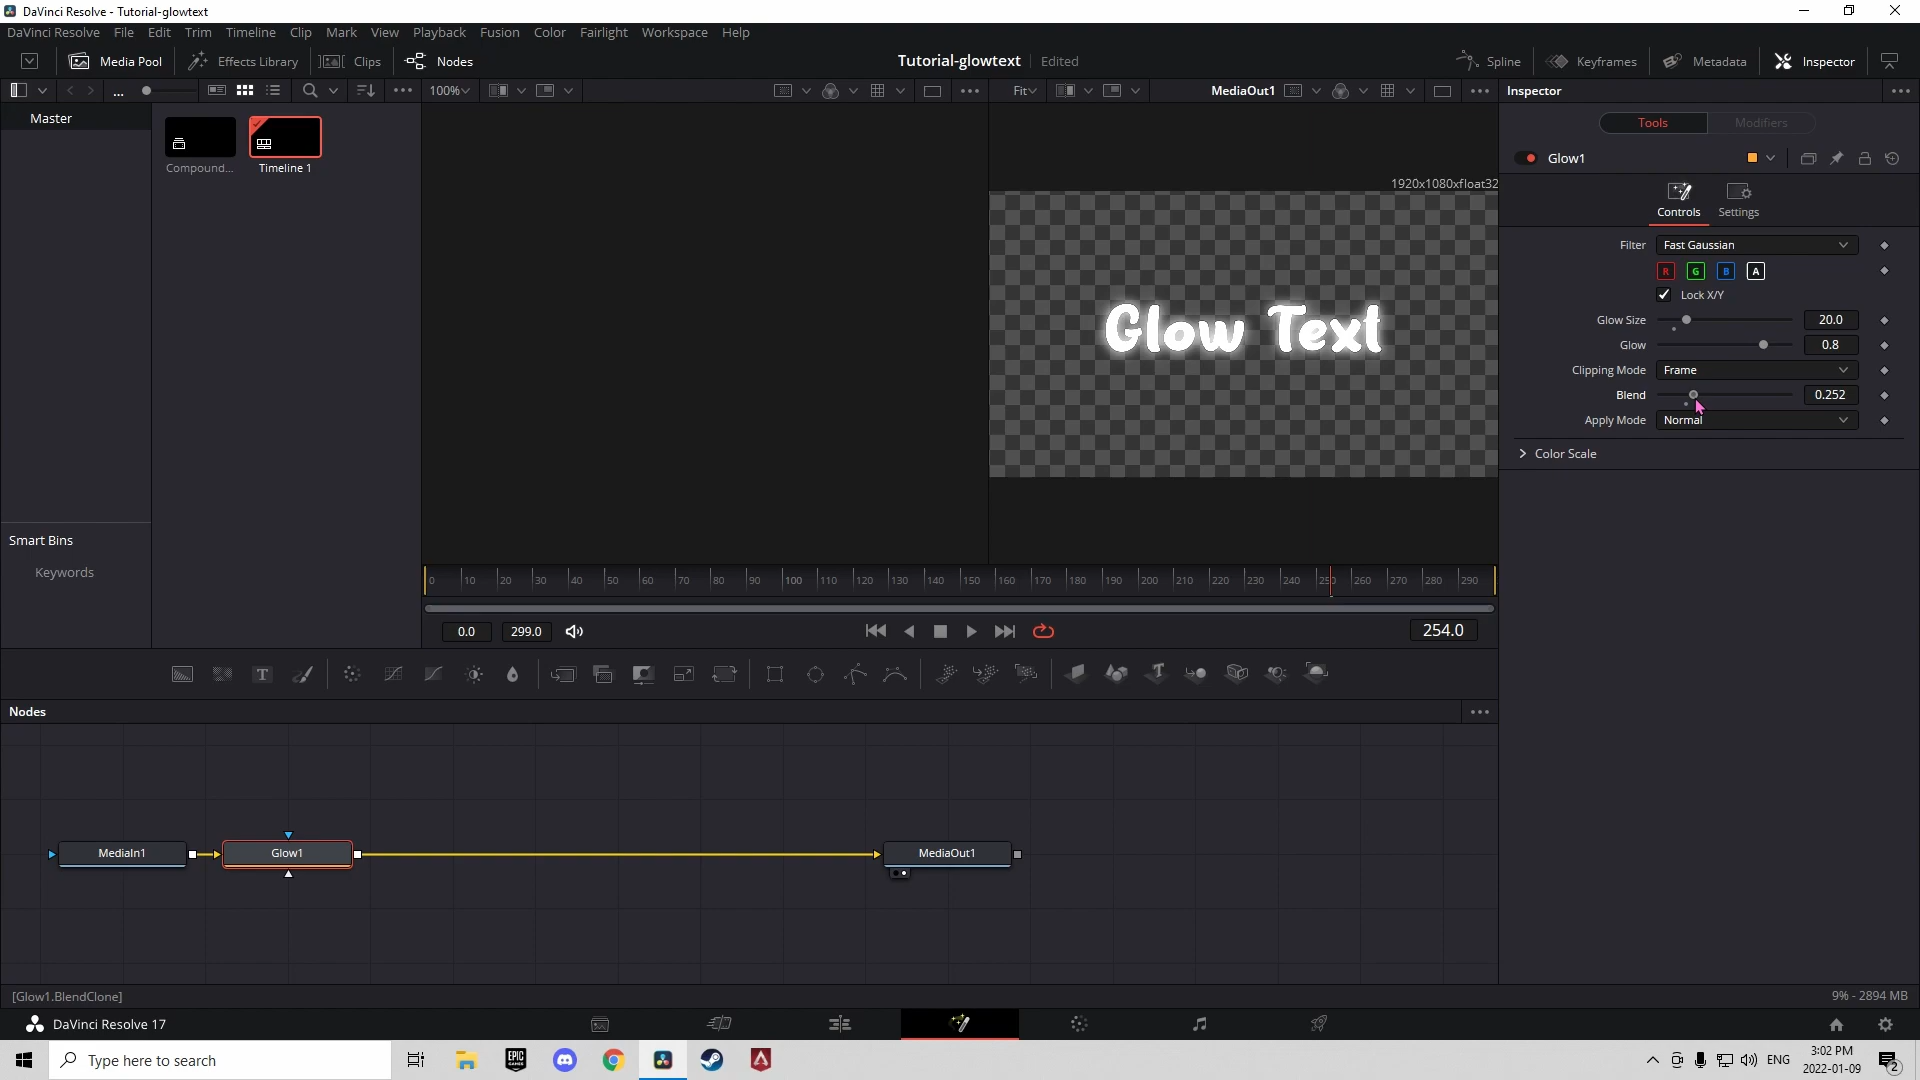 DaVinci Resolve - Tutorial-glowtext
DaVinci Resolve File Edit Trim Timeline Clip Mark View Playback Fusion Color Fairlight Workspace Help
Media Pool Effects Library Clips Nodes Tutorial-glowtext Edited Spline Keyframes Metadata Inspector
... 100% Fit MediaOut1 Inspector
Master
Compound... Timeline 1
Tools Modifiers
Glow1
1920x1080xfloat32
Controls Settings
Filter Fast Gaussian
R G B A
Lock X/Y
Glow Size 20.0
Glow 0.8
Clipping Mode Frame
Blend 0.252
Apply Mode Normal
Color Scale
Glow Text
Smart Bins
Keywords
0 10 20 30 40 50 60 70 80 90 100 110 120 130 140 150 160 170 180 190 200 210 220 230 240 250 260 270 280 290
0.0 299.0 254.0
T T
Nodes
MediaIn1 Glow1 MediaOut1
[Glow1.BlendClone] 9% - 2894 MB
DaVinci Resolve 17
Type here to search
EPIC GAMES
ENG
3:02 PM
2022-01-09
2